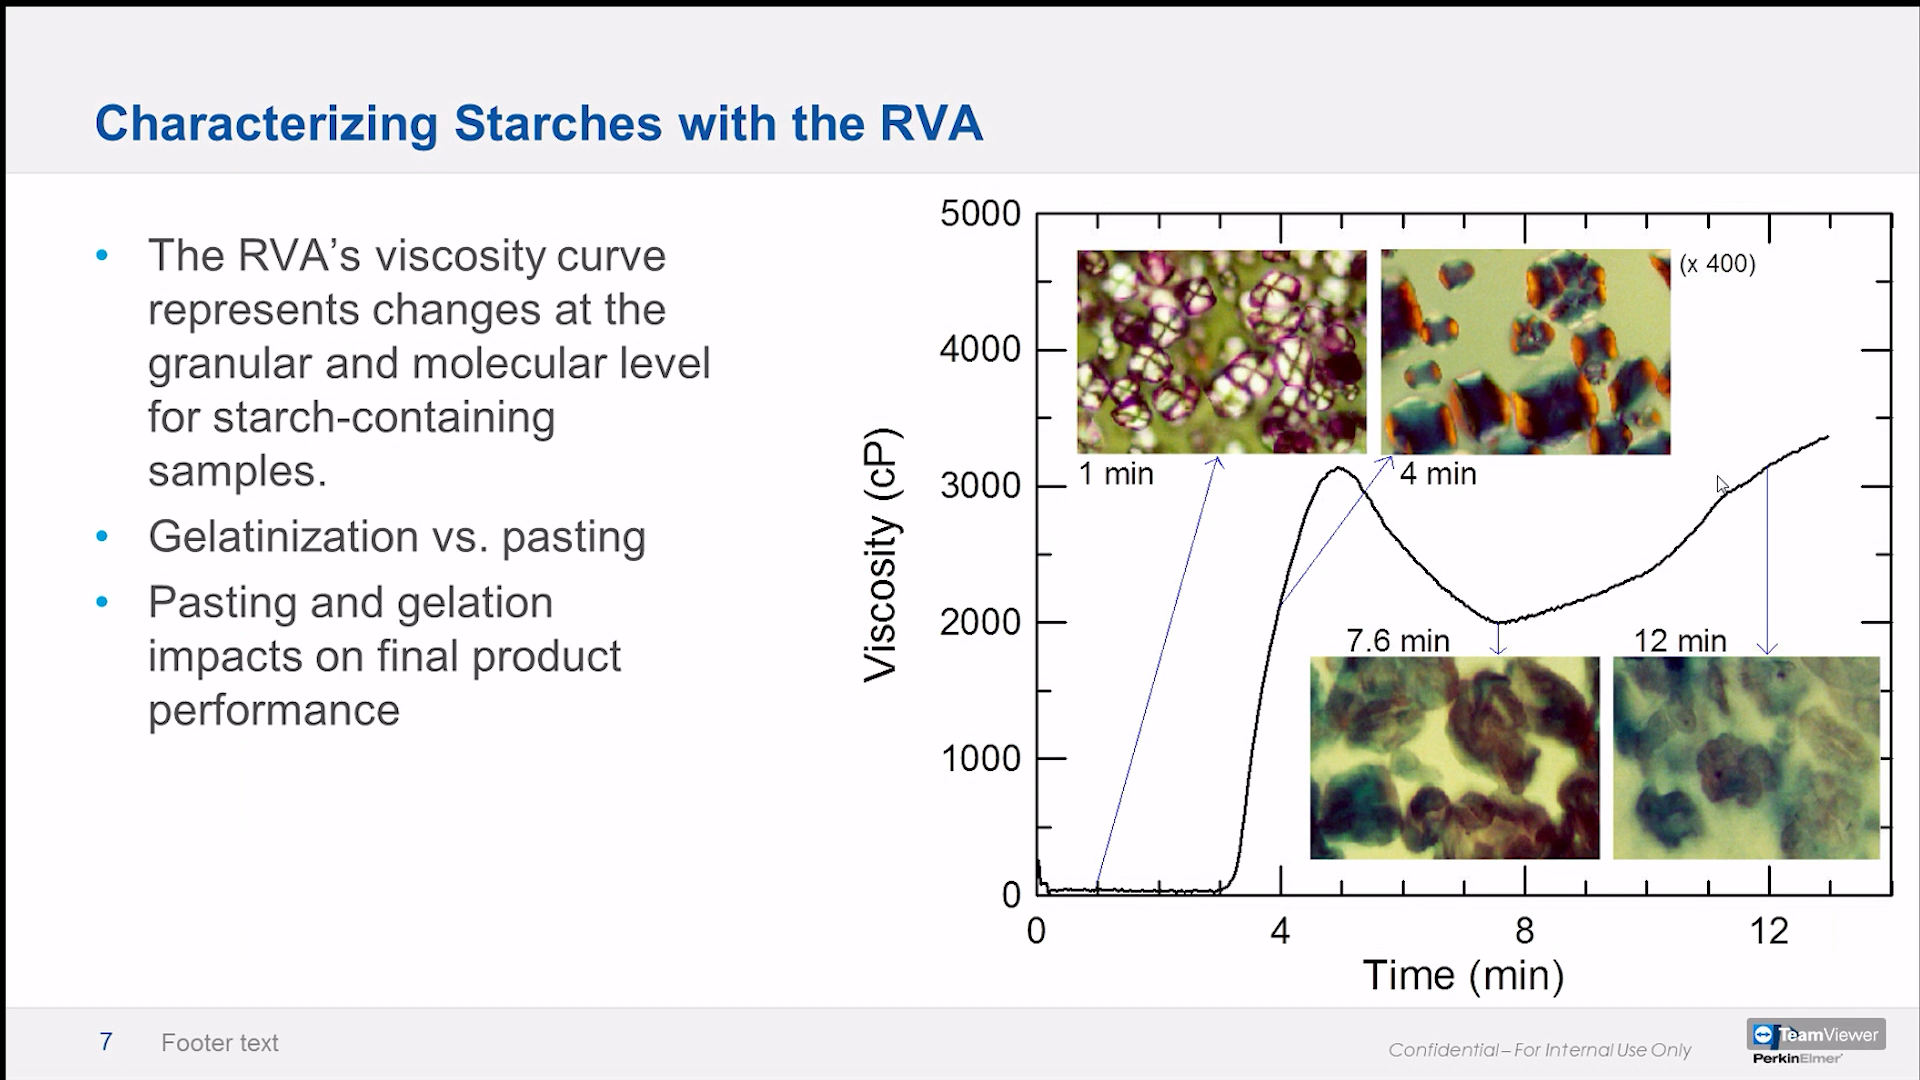 Characterizing Starches with the RVA
• The RVA’s viscosity curve
represents changes at the
granular and molecular level
for starch-containing
samples.
• Gelatinization vs. pasting
• Pasting and gelation
impacts on final product
performance
5000
4000
3000
2000
1000
0
Viscosity (cP)
(x 400)
1 min
4 min
7.6 min
12 min
0 4 8 12
Time (min)
7 Footer text
Confidential – For Internal Use Only
TeamViewer
PerkinElmer